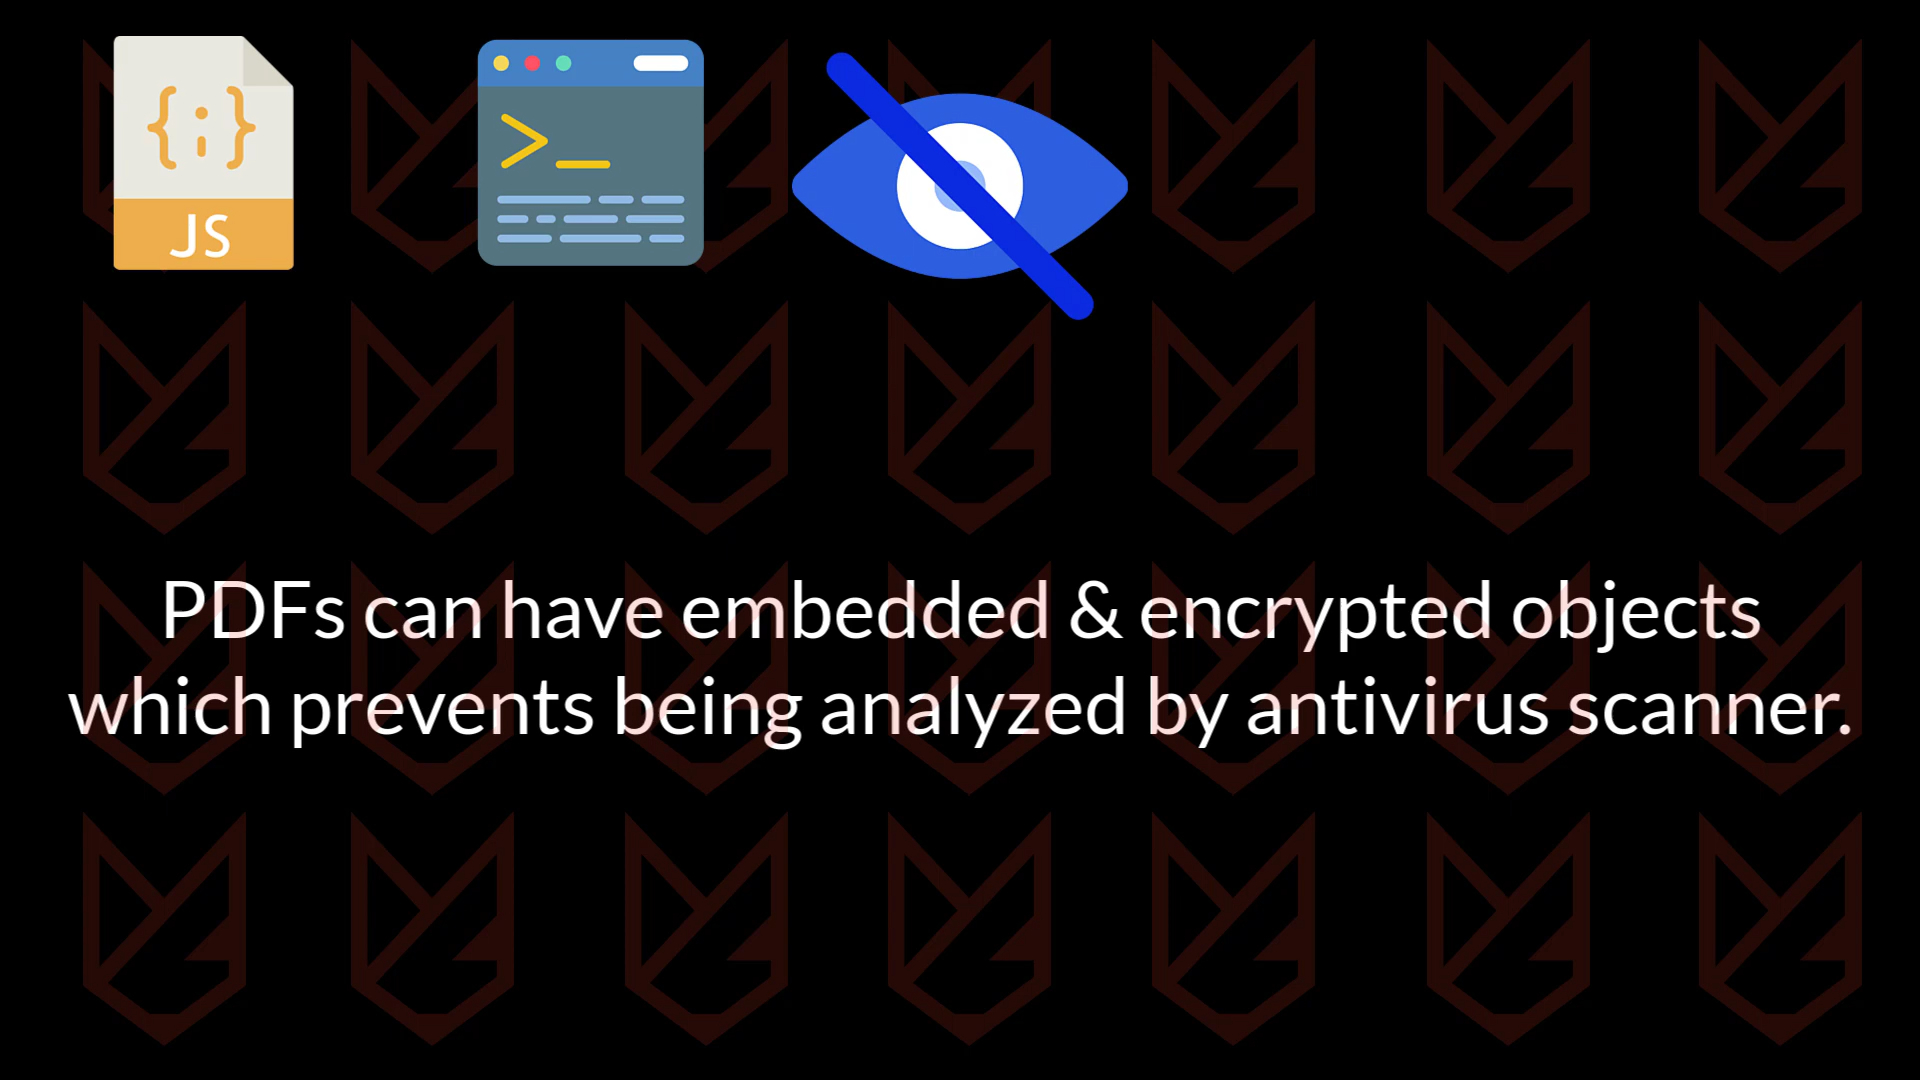 {;}
JS
>_
PDFs can have embedded & encrypted objects
which prevents being analyzed by antivirus scanner.